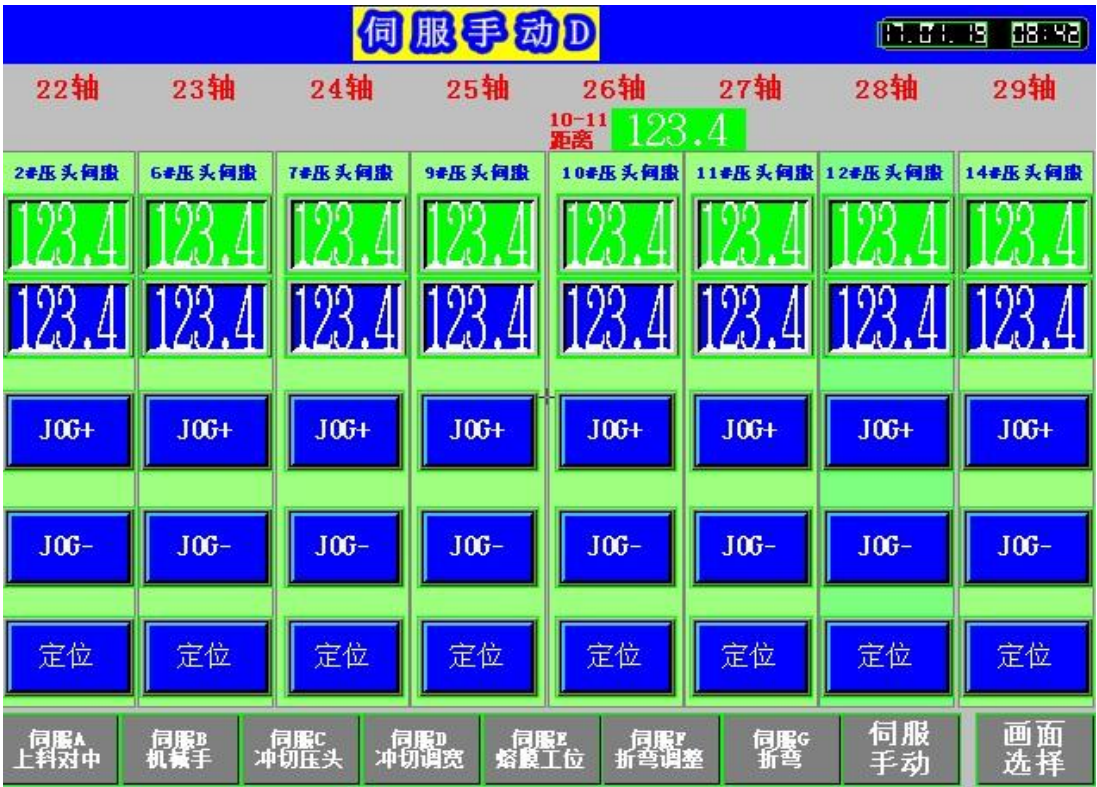 伺服手动D
17.01.19 08:42
22轴 23轴 24轴 25轴 26轴 27轴 28轴 29轴
10-11
距离 123.4
2#压头伺服 6#压头伺服 7#压头伺服 9#压头伺服 10#压头伺服 11#压头伺服 12#压头伺服 14#压头伺服
123.4 123.4 123.4 123.4 123.4 123.4 123.4 123.4
123.4 123.4 123.4 123.4 123.4 123.4 123.4 123.4
JOG+ JOG+ JOG+ JOG+ JOG+ JOG+ JOG+ JOG+
JOG- JOG- JOG- JOG- JOG- JOG- JOG- JOG-
定位 定位 定位 定位 定位 定位 定位 定位
伺服A 伺服B 伺服C 伺服D 伺服E 伺服F 伺服G 伺服 画面
上料对中 机械手 冲切压头 冲切调宽 熔膜工位 折弯调整 折弯 手动 选择